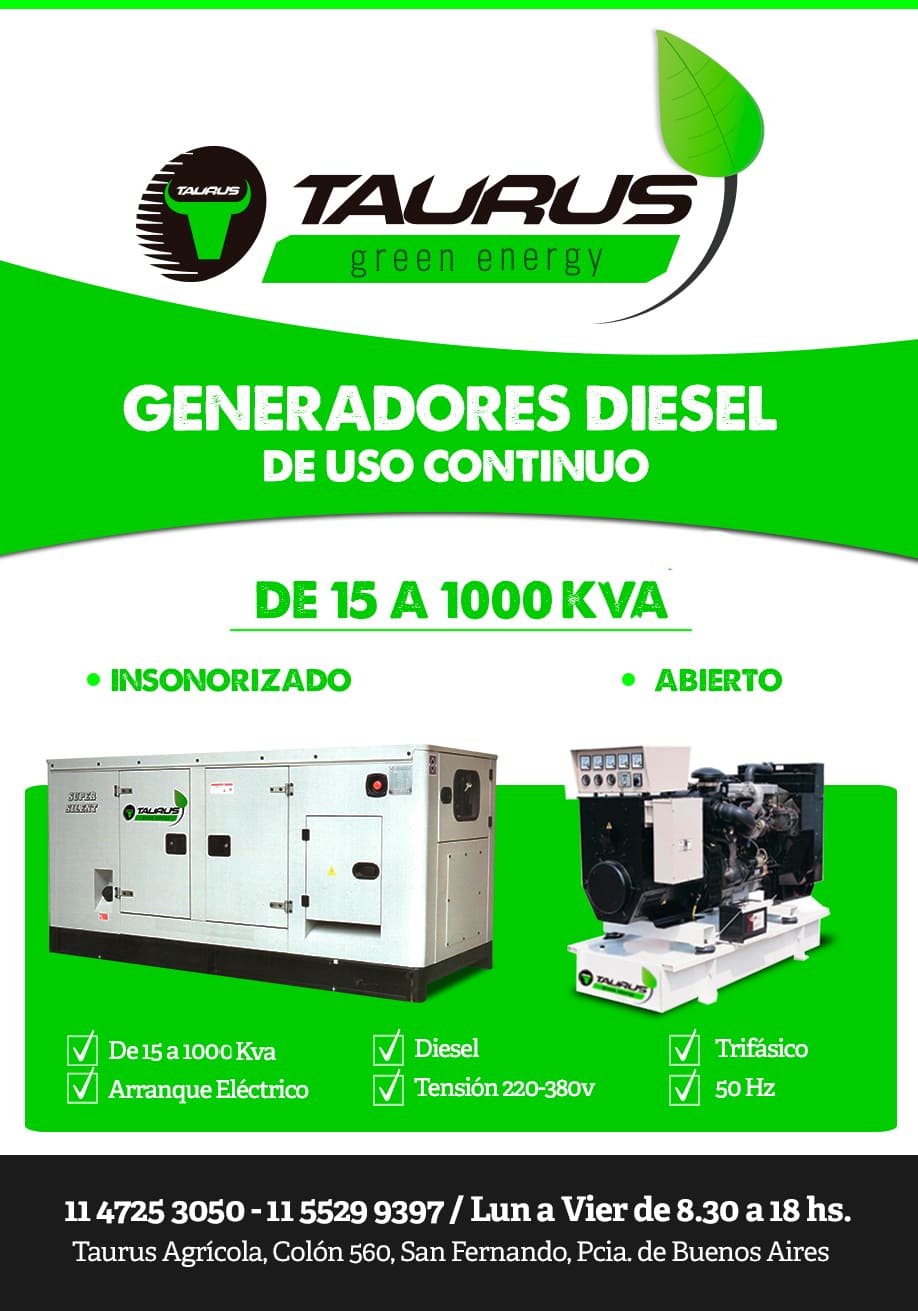 TAURUS
TAURUS
green energy
GENERADORES DIESEL
DE USO CONTINUO
DE 15 A 1000 KVA
• INSONORIZADO
• ABIERTO
SUPER
SILENT
TAURUS
TAURUS
De 15 a 1000 Kva
Diesel
Trifásico
Arranque Eléctrico
Tensión 220-380v
50 Hz
11 4725 3050 - 11 5529 9397 / Lun a Vier de 8.30 a 18 hs.
Taurus Agrícola, Colón 560, San Fernando, Pcia. de Buenos Aires